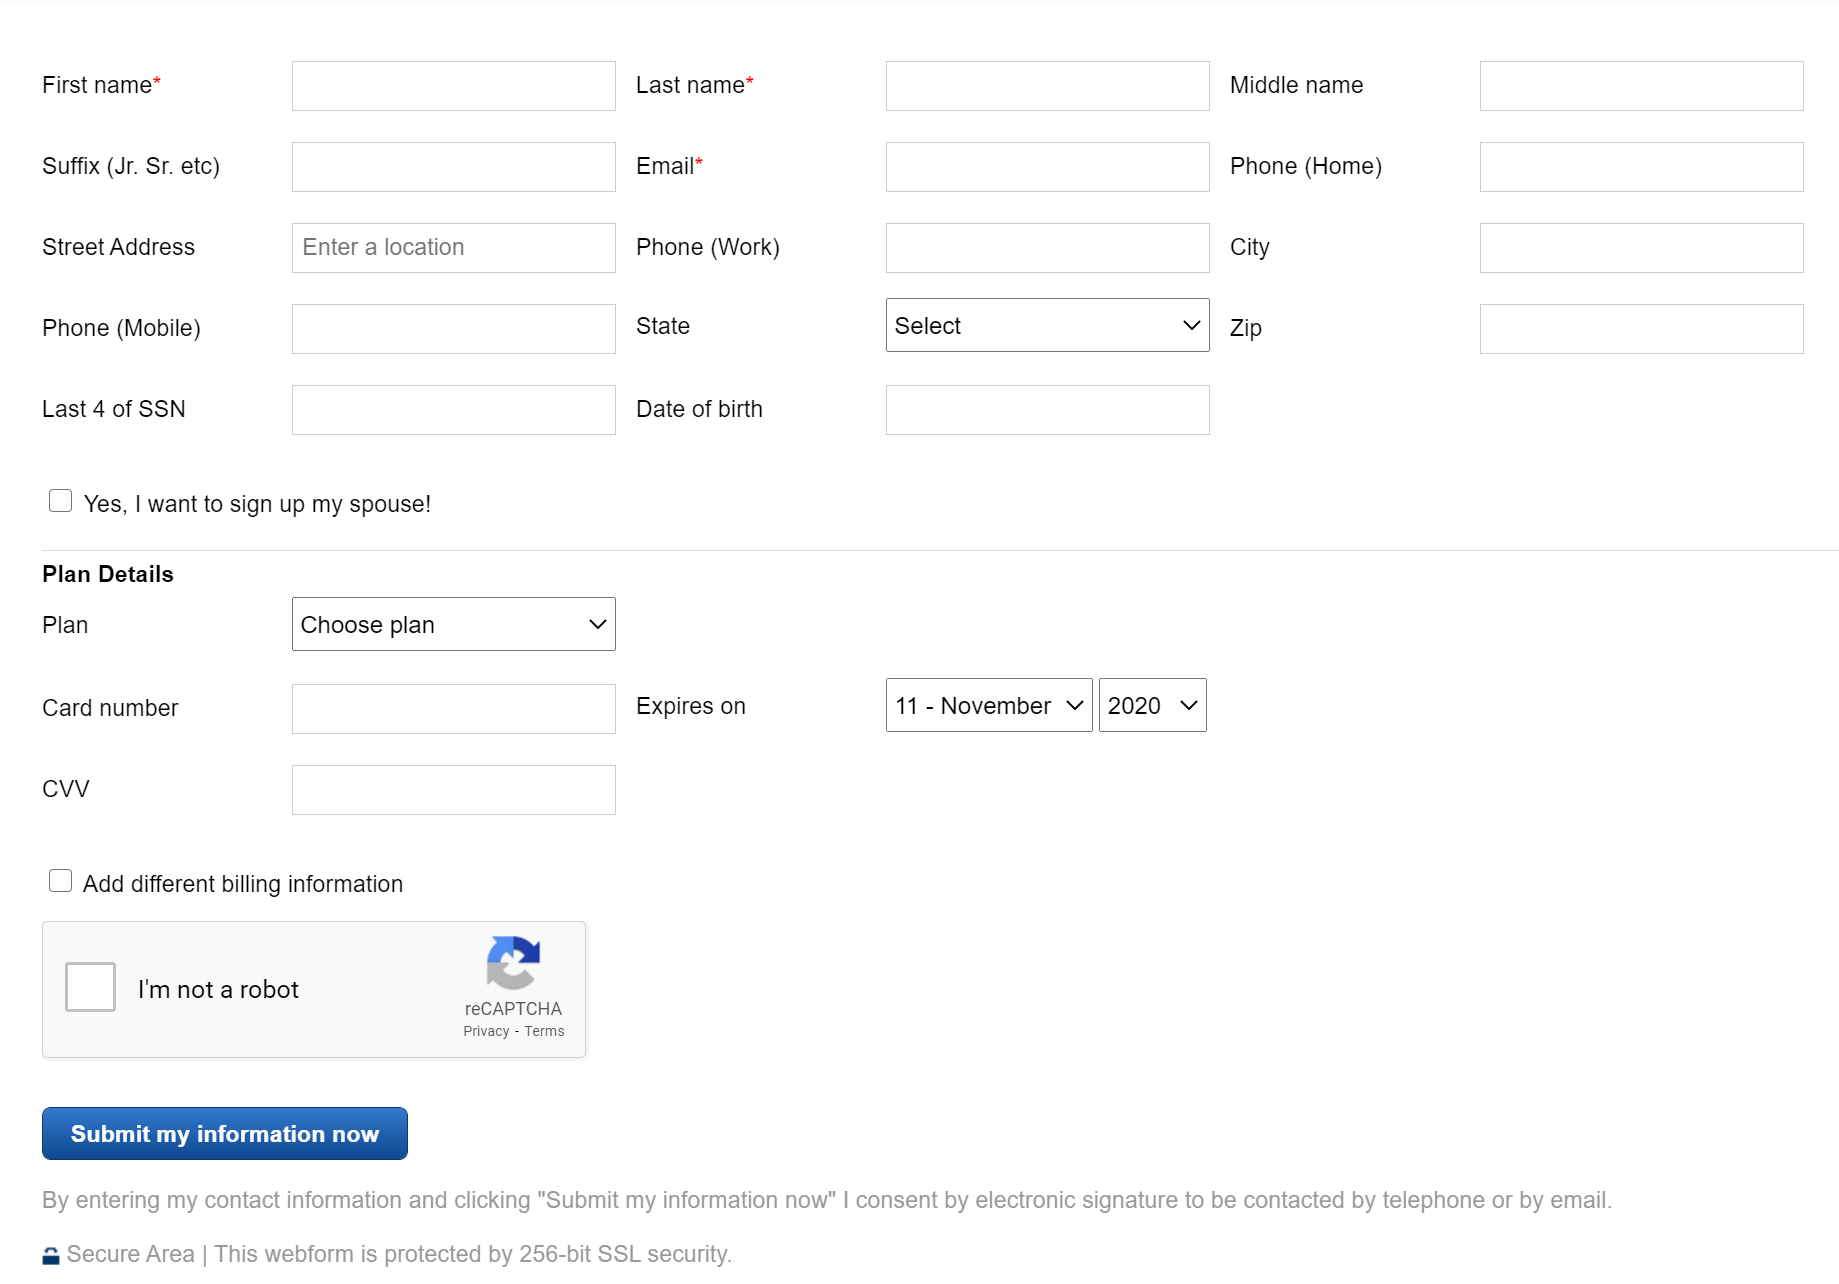 First name* Last name* Middle name
Suffix (Jr. Sr. etc) Email* Phone (Home)
Street Address Enter a location Phone (Work) City
Phone (Mobile) State Select Zip
Last 4 of SSN Date of birth
Yes, I want to sign up my spouse!
Plan Details
Plan Choose plan
Card number Expires on 11 - November 2020
CVV
Add different billing information
I'm not a robot
reCAPTCHA
Privacy - Terms
Submit my information now
By entering my contact information and clicking "Submit my information now" I consent by electronic signature to be contacted by telephone or by email.
Secure Area | This webform is protected by 256-bit SSL security.